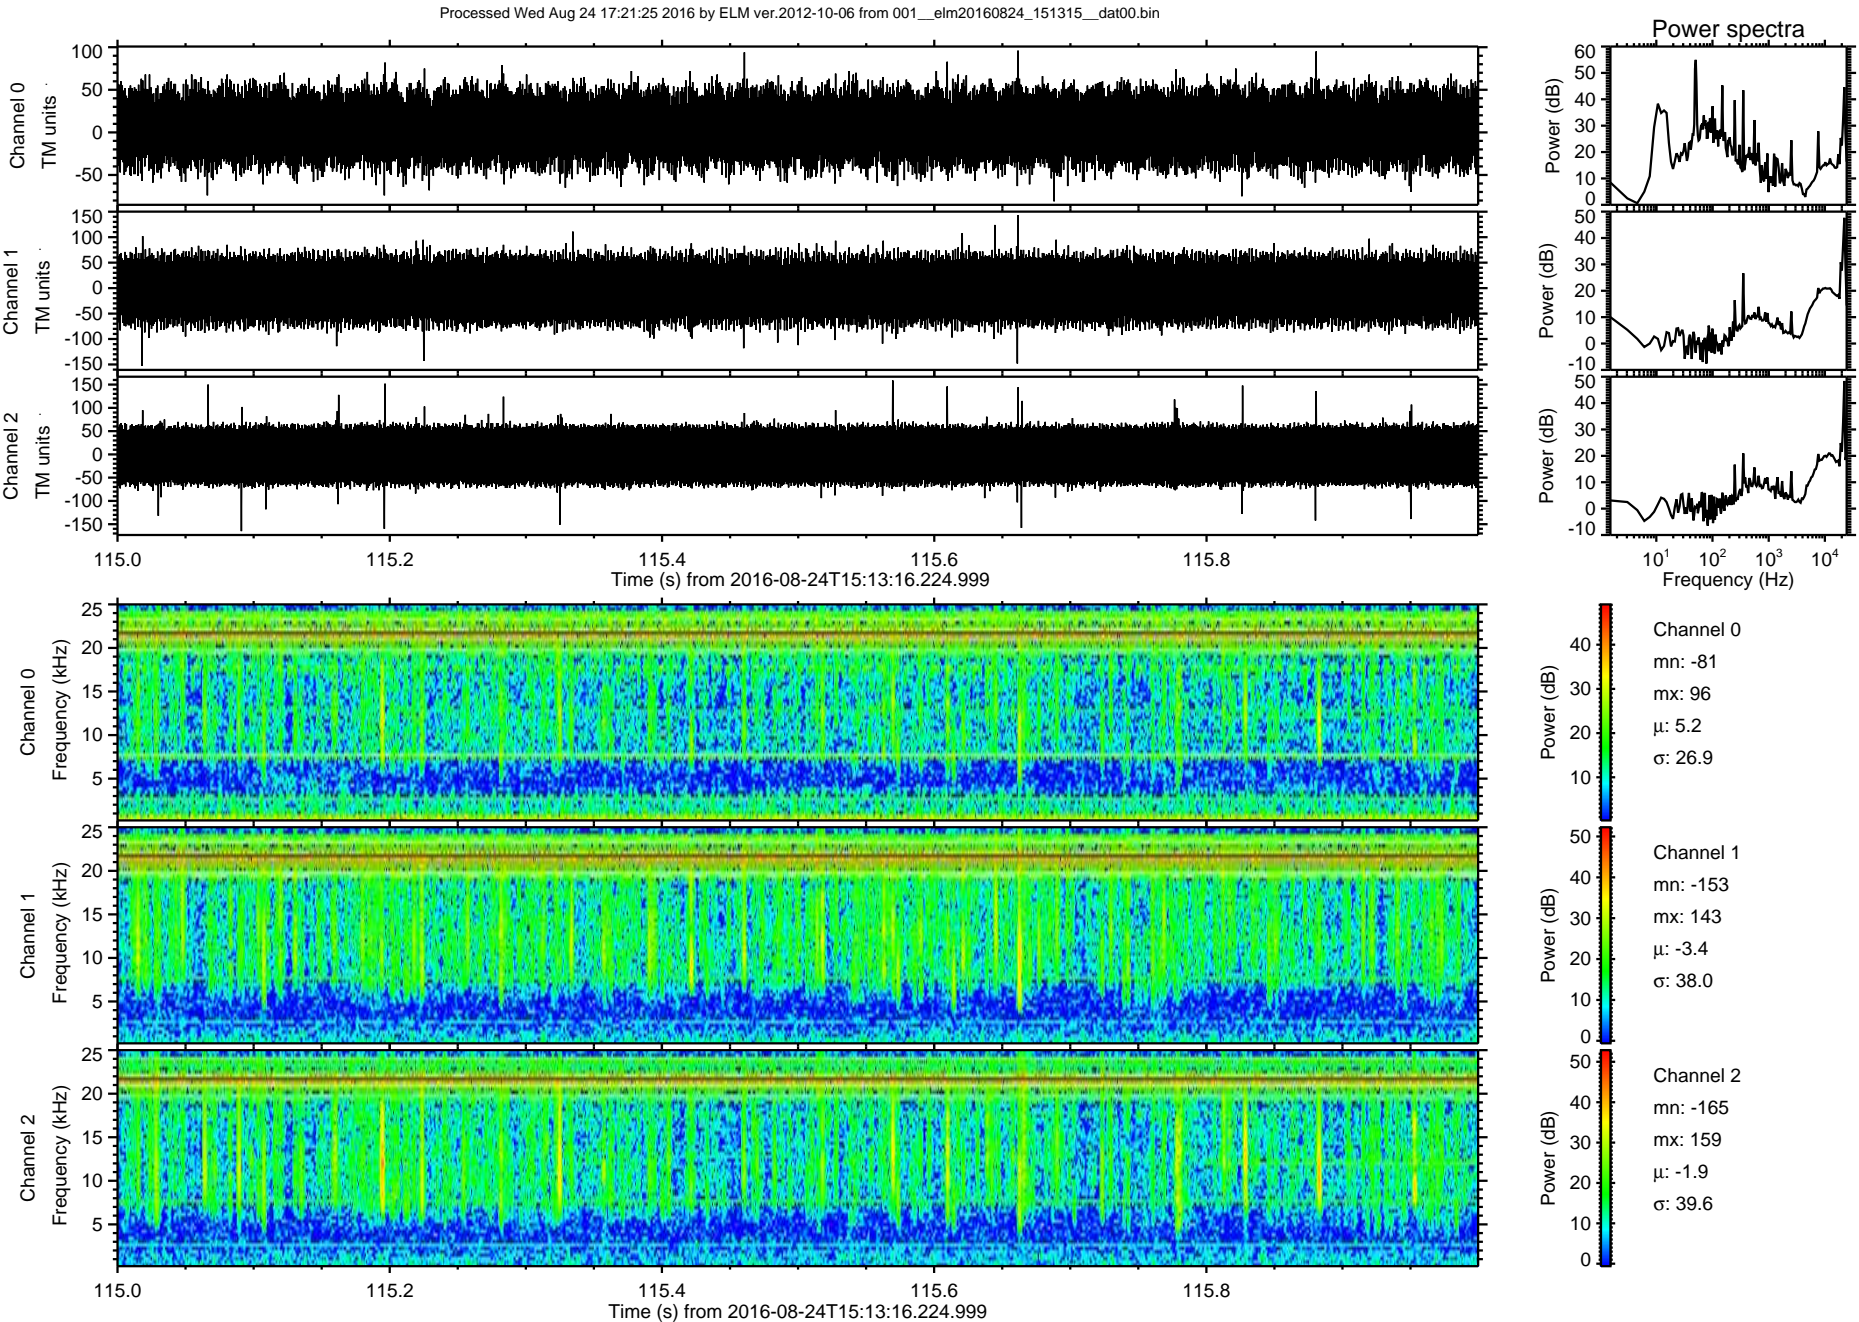 Processed Wed Aug 24 17:21:25 2016 by ELM ver.2012-10-06 from 001__elm20160824_151315__dat00.bin
Power spectra
Channel 0
TM units
100
50
0
-50
Power (dB)
60
50
40
30
20
10
0
Channel 1
TM units
150
100
50
0
-50
-100
-150
Power (dB)
50
40
30
20
10
0
-10
Channel 2
TM units
150
100
50
0
-50
-100
-150
Power (dB)
50
40
30
20
10
0
-10
115.0 115.2 115.4 115.6 115.8
Time (s) from 2016-08-24T15:13:16.224.999
10¹ 10² 10³ 10⁴
Frequency (Hz)
Channel 0
Frequency (kHz)
25
20
15
10
5
Power (dB)
40
30
20
10
Channel 0
mn: -81
mx: 96
μ: 5.2
σ: 26.9
Channel 1
Frequency (kHz)
25
20
15
10
5
Power (dB)
50
40
30
20
10
0
Channel 1
mn: -153
mx: 143
μ: -3.4
σ: 38.0
Channel 2
Frequency (kHz)
25
20
15
10
5
Power (dB)
50
40
30
20
10
0
Channel 2
mn: -165
mx: 159
μ: -1.9
σ: 39.6
115.0 115.2 115.4 115.6 115.8
Time (s) from 2016-08-24T15:13:16.224.999